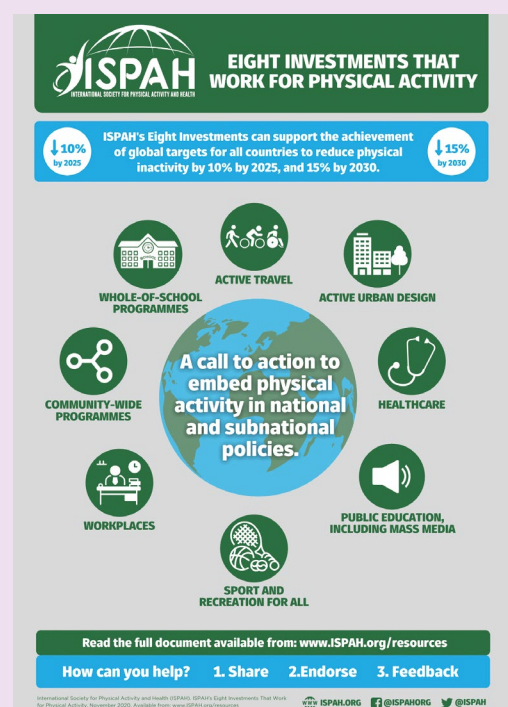 ISPAH
INTERNATIONAL SOCIETY FOR PHYSICAL ACTIVITY AND HEALTH
EIGHT INVESTMENTS THAT
WORK FOR PHYSICAL ACTIVITY
↓10%
by 2025
ISPAH's Eight Investments can support the achievement
of global targets for all countries to reduce physical
inactivity by 10% by 2025, and 15% by 2030.
↓15%
by 2030
ACTIVE TRAVEL
WHOLE-OF-SCHOOL
PROGRAMMES
ACTIVE URBAN DESIGN
A call to action to
embed physical
activity in national
and subnational
policies.
COMMUNITY-WIDE
PROGRAMMES
HEALTHCARE
WORKPLACES
PUBLIC EDUCATION,
INCLUDING MASS MEDIA
SPORT AND
RECREATION FOR ALL
Read the full document available from: www.ISPAH.org/resources
How can you help? 1. Share 2.Endorse 3. Feedback
International Society for Physical Activity and Health (ISPAH). ISPAH's Eight Investments That Work
for Physical Activity. November 2020. Available from: www.ISPAH.org/resources
WWW ISPAH.ORG @ISPAHORG @ISPAH